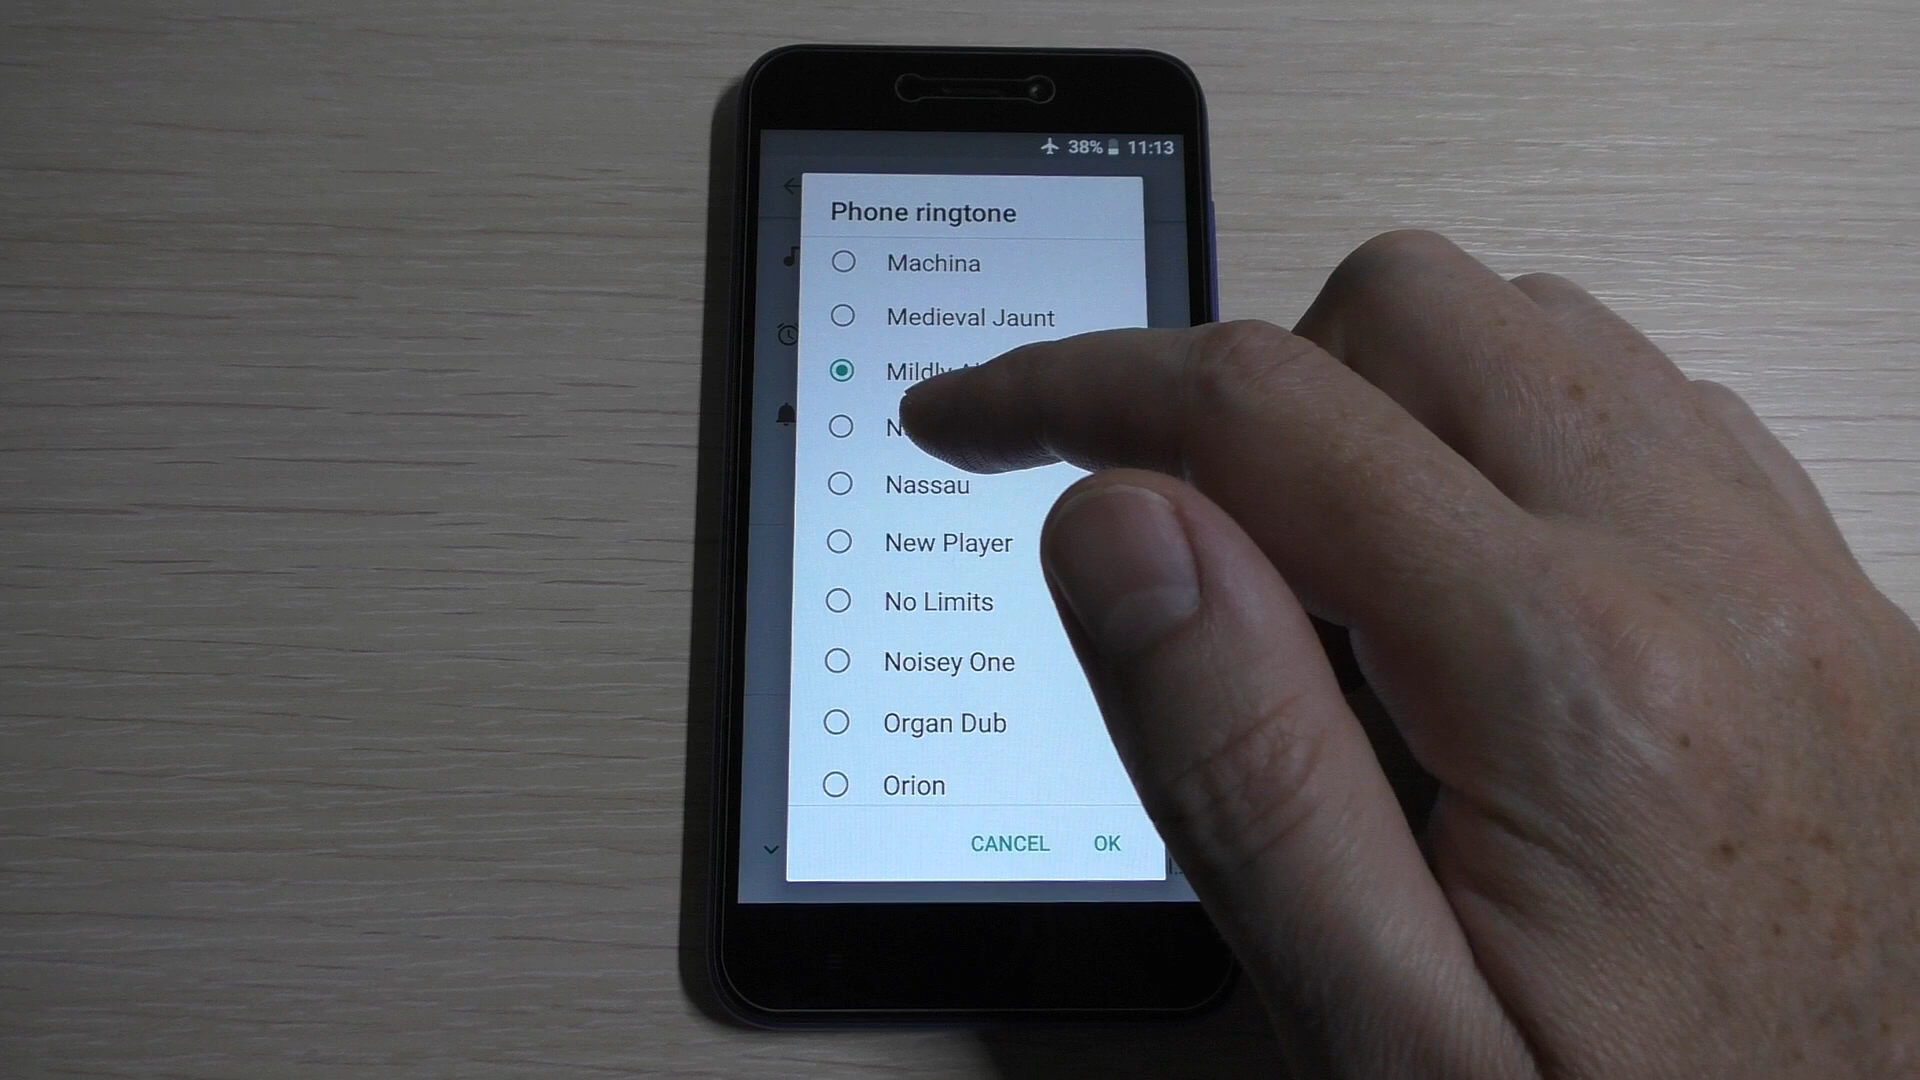 38% 11:13
Phone ringtone
Machina
Medieval Jaunt
Mildly
Nassau
New Player
No Limits
Noisey One
Organ Dub
Orion
CANCEL OK